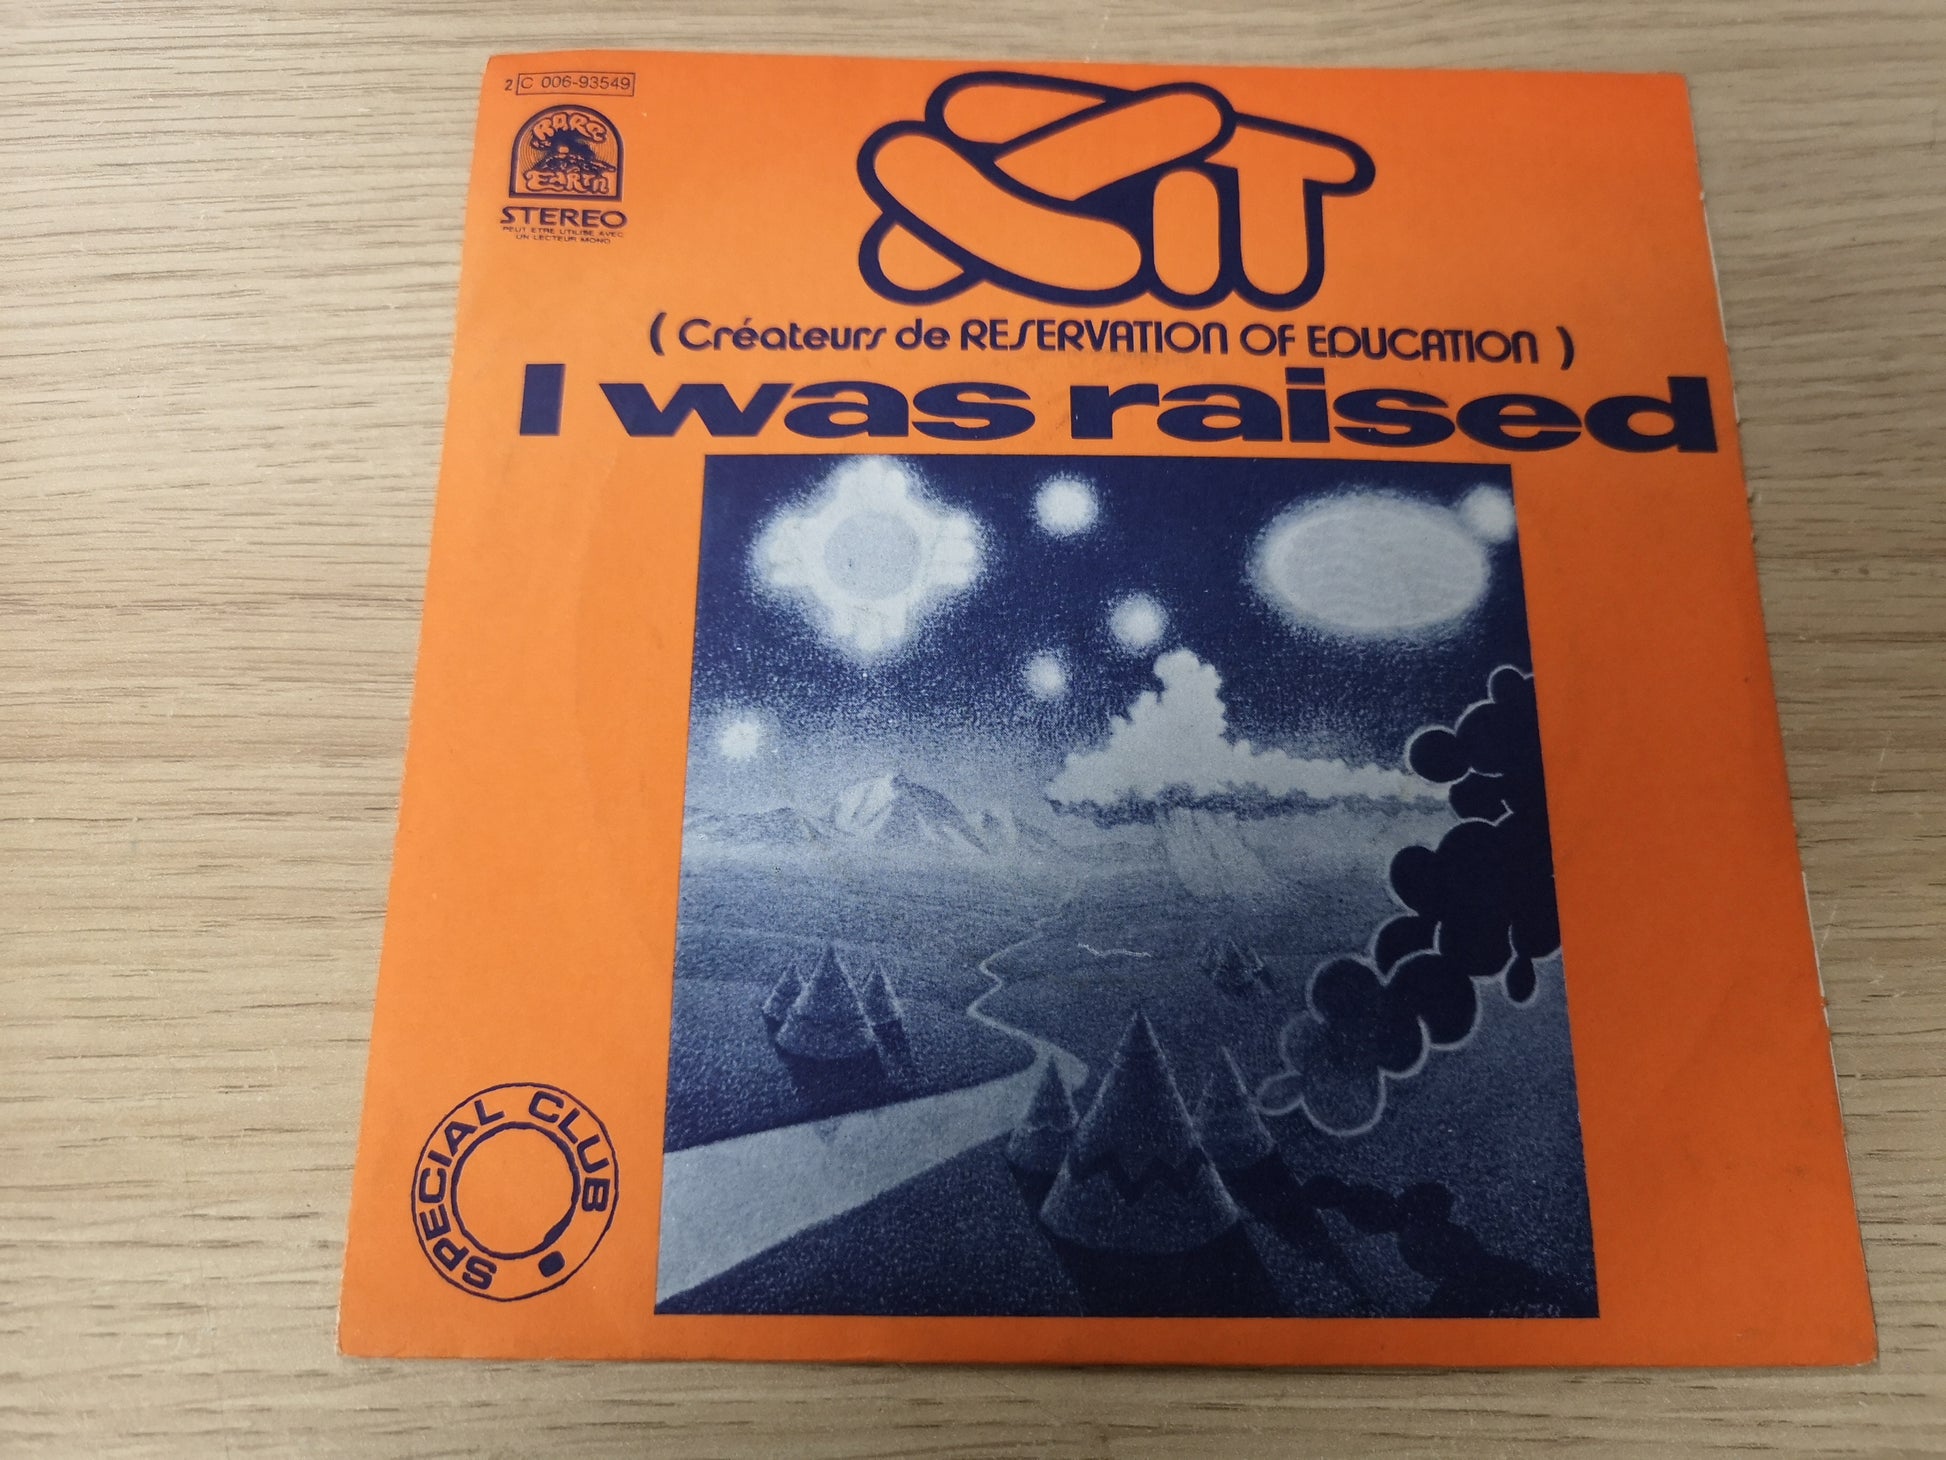 2 C 006-93549
RARE
EARTH
STEREO
PEUT ETRE UTILISE AVEC
UN LECTEUR MONO
XIT
( Créateurs de RESERVATION OF EDUCATION )
I was raised
SPECIAL CLUB